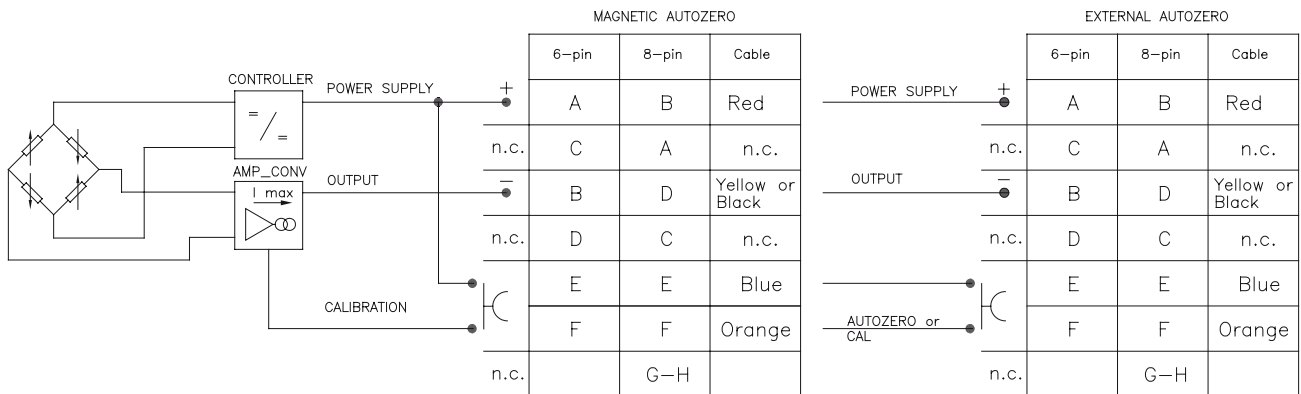 MAGNETIC AUTOZERO
EXTERNAL AUTOZERO
6-pin 8-pin Cable
6-pin 8-pin Cable
CONTROLLER
POWER SUPPLY + A B Red
POWER SUPPLY + A B Red
= / =
n.c. C A n.c.
n.c. C A n.c.
AMP_CONV
I max
OUTPUT - B D Yellow or
Black
OUTPUT - B D Yellow or
Black
n.c. D C n.c.
n.c. D C n.c.
E E Blue
E E Blue
CALIBRATION F F Orange
AUTOZERO or
CAL
F F Orange
n.c. G-H
n.c. G-H